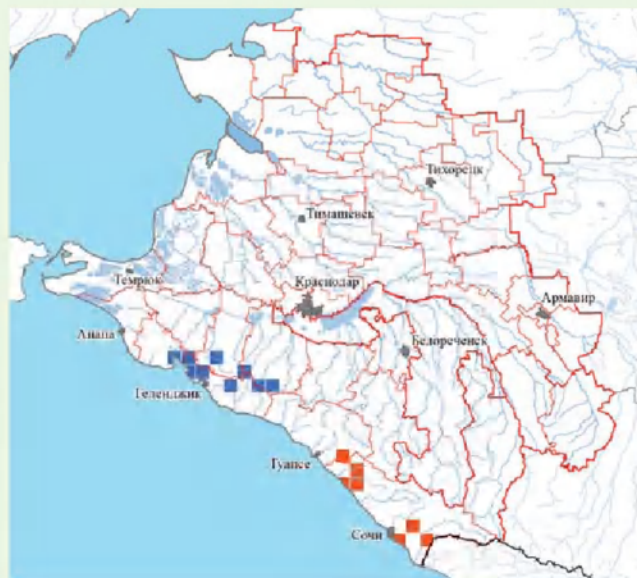 Тихорецк
Тимашевск
Темрюк
Краснодар
Армавир
Анапа
Белореченск
Геленджик
Туапсе
Сочи